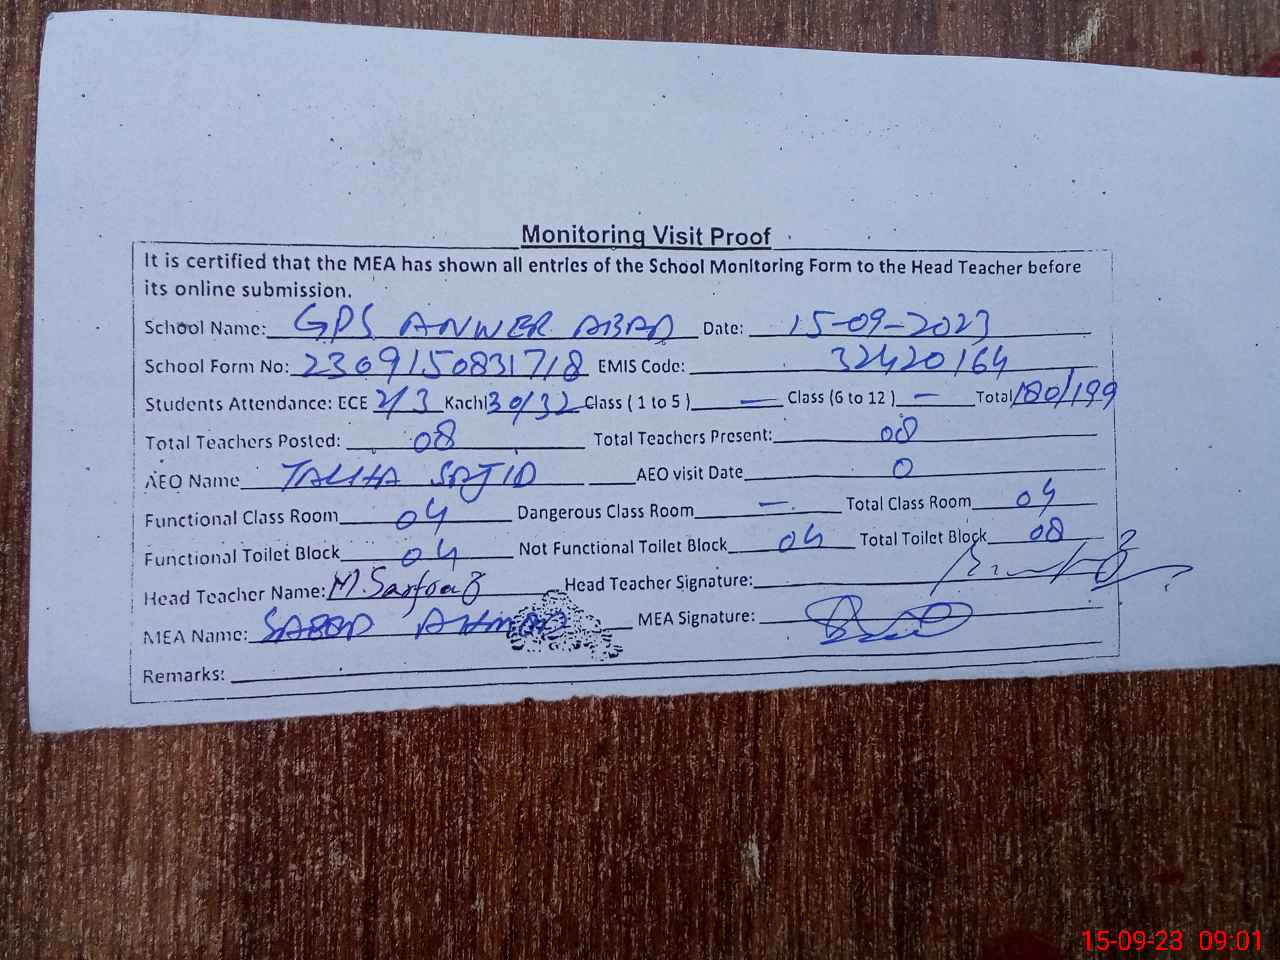 Monitoring Visit Proof
It is certified that the MEA has shown all entries of the School Monitoring Form to the Head Teacher before
its online submission.
School Name: GPS ANWER ABAD Date: 15-09-2023
School Form No: 2309150831718 EMIS Code: 32420164
Students Attendance: ECE 2/3 Kachi 30/32 Class ( 1 to 5 ) — Class (6 to 12 ) — Total 180/199
Total Teachers Posted: 08 Total Teachers Present: 08
AEO Name TALHA SAJID AEO visit Date 0
Functional Class Room 04 Dangerous Class Room — Total Class Room 04
Functional Toilet Block 04 Not Functional Toilet Block 04 Total Toilet Block 08
Head Teacher Name: M. Sarfraz Head Teacher Signature:
MEA Name: AHMAD MEA Signature:
Remarks:
15-09-23 09:01